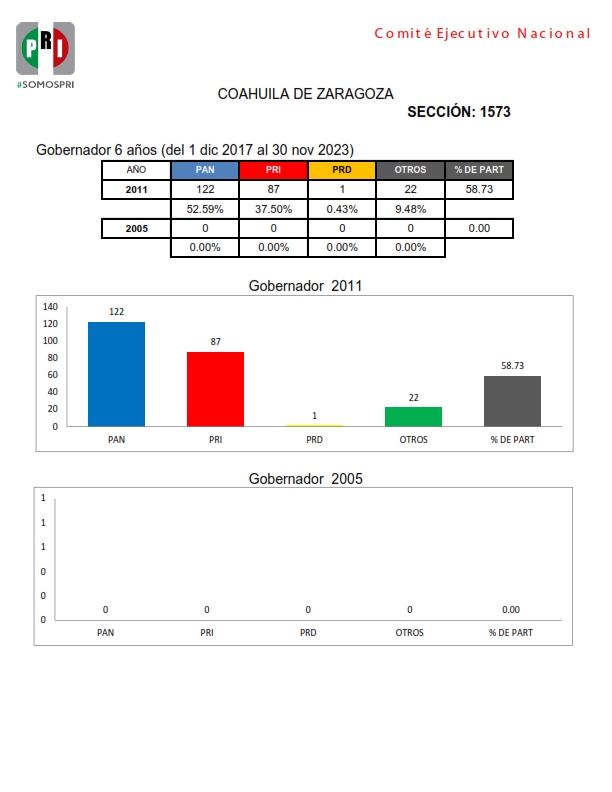 PRI
#SOMOSPRI
Comité Ejecutivo Nacional
COAHUILA DE ZARAGOZA
SECCIÓN: 1573
Gobernador 6 años (del 1 dic 2017 al 30 nov 2023)
AÑO PAN PRI PRD OTROS % DE PART
2011 122 87 1 22 58.73
52.59% 37.50% 0.43% 9.48%
2005 0 0 0 0 0.00
0.00% 0.00% 0.00% 0.00%
Gobernador 2011
140
120
100
80
60
40
20
0
122
87
1
22
58.73
PAN PRI PRD OTROS % DE PART
Gobernador 2005
1
1
1
0
0
0
0 0 0 0 0.00
PAN PRI PRD OTROS % DE PART